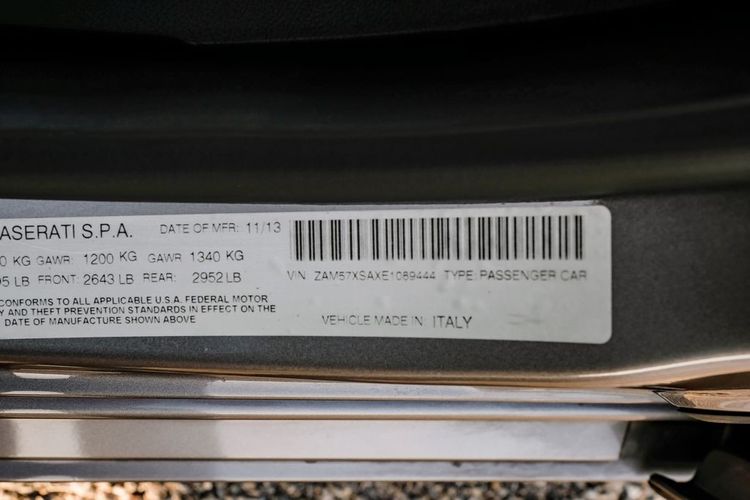 ASERATI S.P.A. DATE OF MFR: 11/13
0 KG GAWR: 1200 KG GAWR 1340 KG
95 LB FRONT: 2643 LB REAR: 2952 LB
VIN: ZAM57XSAXE1089444 TYPE: PASSENGER CAR
CONFORMS TO ALL APPLICABLE U.S.A. FEDERAL MOTOR
Y AND THEFT PREVENTION STANDARDS IN EFFECT ON THE
DATE OF MANUFACTURE SHOWN ABOVE
VEHICLE MADE IN: ITALY